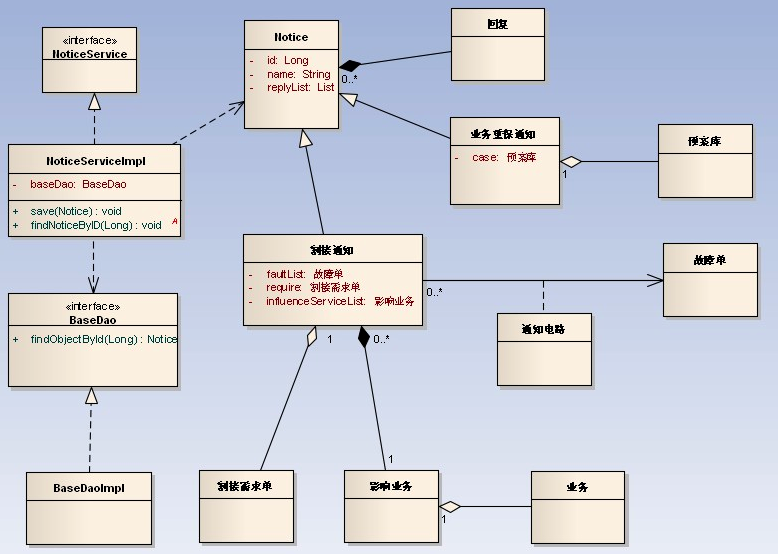 «interface»
NoticeService
Notice
- id: Long
- name: String
- replyList: List
0..*
回复
业务重保通知
- case: 预案库
1
预案库
NoticeServiceImpl
- baseDao: BaseDao
+ save(Notice) : void
+ findNoticeByID(Long) : void
A
割接通知
- faultList: 故障单
- require: 割接需求单
- influenceServiceList: 影响业务
0..*
故障单
通知电路
«interface»
BaseDao
+ findObjectById(Long) : Notice
1
0..*
1
BaseDaoImpl
割接需求单
影响业务
1
业务